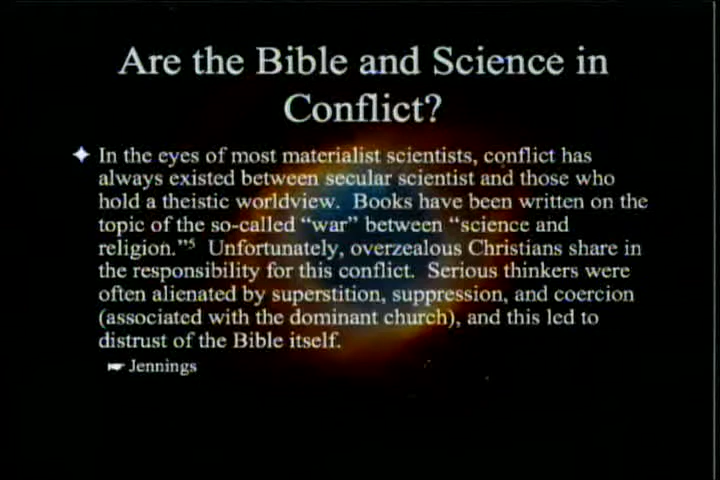 Are the Bible and Science in
Conflict?
In the eyes of most materialist scientists, conflict has
always existed between secular scientist and those who
hold a theistic worldview. Books have been written on the
topic of the so-called “war” between “science and
religion.”⁵ Unfortunately, overzealous Christians share in
the responsibility for this conflict. Serious thinkers were
often alienated by superstition, suppression, and coercion
(associated with the dominant church), and this led to
distrust of the Bible itself.
Jennings